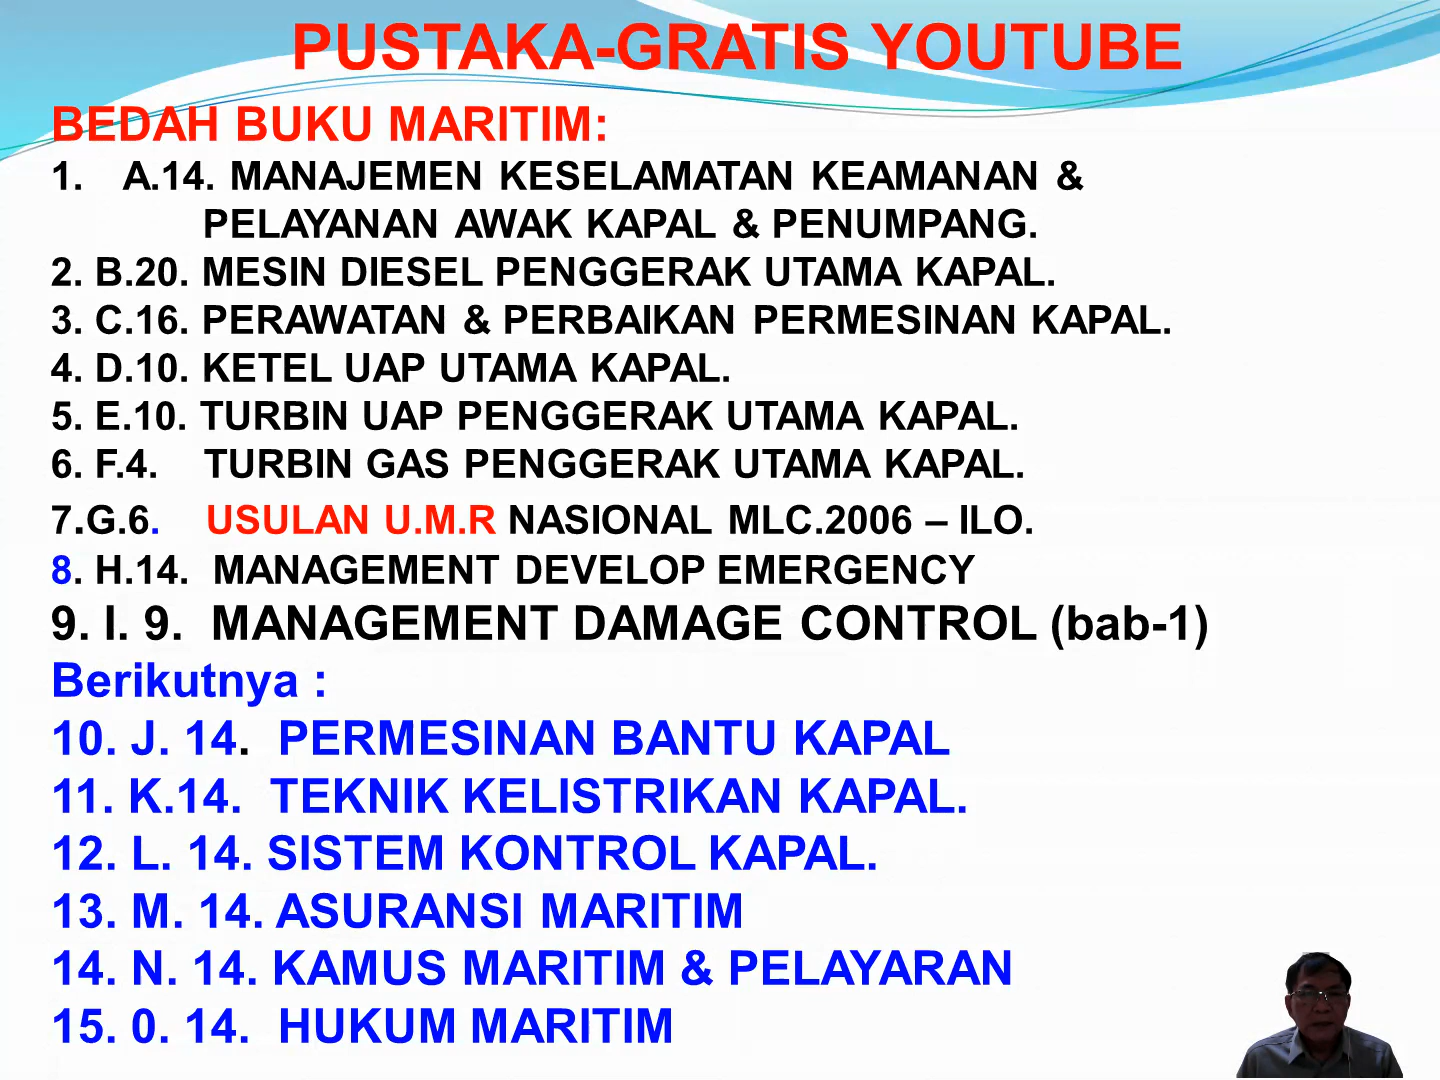 PUSTAKA-GRATIS YOUTUBE
BEDAH BUKU MARITIM:
1. A.14. MANAJEMEN KESELAMATAN KEAMANAN &
PELAYANAN AWAK KAPAL & PENUMPANG.
2. B.20. MESIN DIESEL PENGGERAK UTAMA KAPAL.
3. C.16. PERAWATAN & PERBAIKAN PERMESINAN KAPAL.
4. D.10. KETEL UAP UTAMA KAPAL.
5. E.10. TURBIN UAP PENGGERAK UTAMA KAPAL.
6. F.4. TURBIN GAS PENGGERAK UTAMA KAPAL.
7.G.6. USULAN U.M.R NASIONAL MLC.2006 – ILO.
8. H.14. MANAGEMENT DEVELOP EMERGENCY
9. I. 9. MANAGEMENT DAMAGE CONTROL (bab-1)
Berikutnya :
10. J. 14. PERMESINAN BANTU KAPAL
11. K.14. TEKNIK KELISTRIKAN KAPAL.
12. L. 14. SISTEM KONTROL KAPAL.
13. M. 14. ASURANSI MARITIM
14. N. 14. KAMUS MARITIM & PELAYARAN
15. 0. 14. HUKUM MARITIM